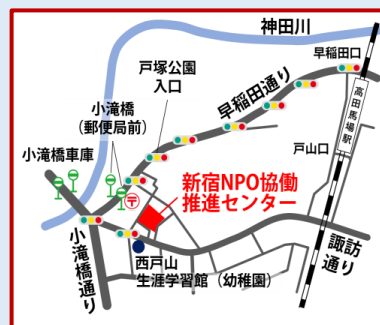 神田川
早稲田口
戸塚公園
入口
早稲田通り
高田馬場駅
小滝橋
（郵便局前）
戸山口
小滝橋車庫
新宿NPO協働
推進センター
〒
小滝橋通り
西戸山
生涯学習館（幼稚園）
諏訪
通り